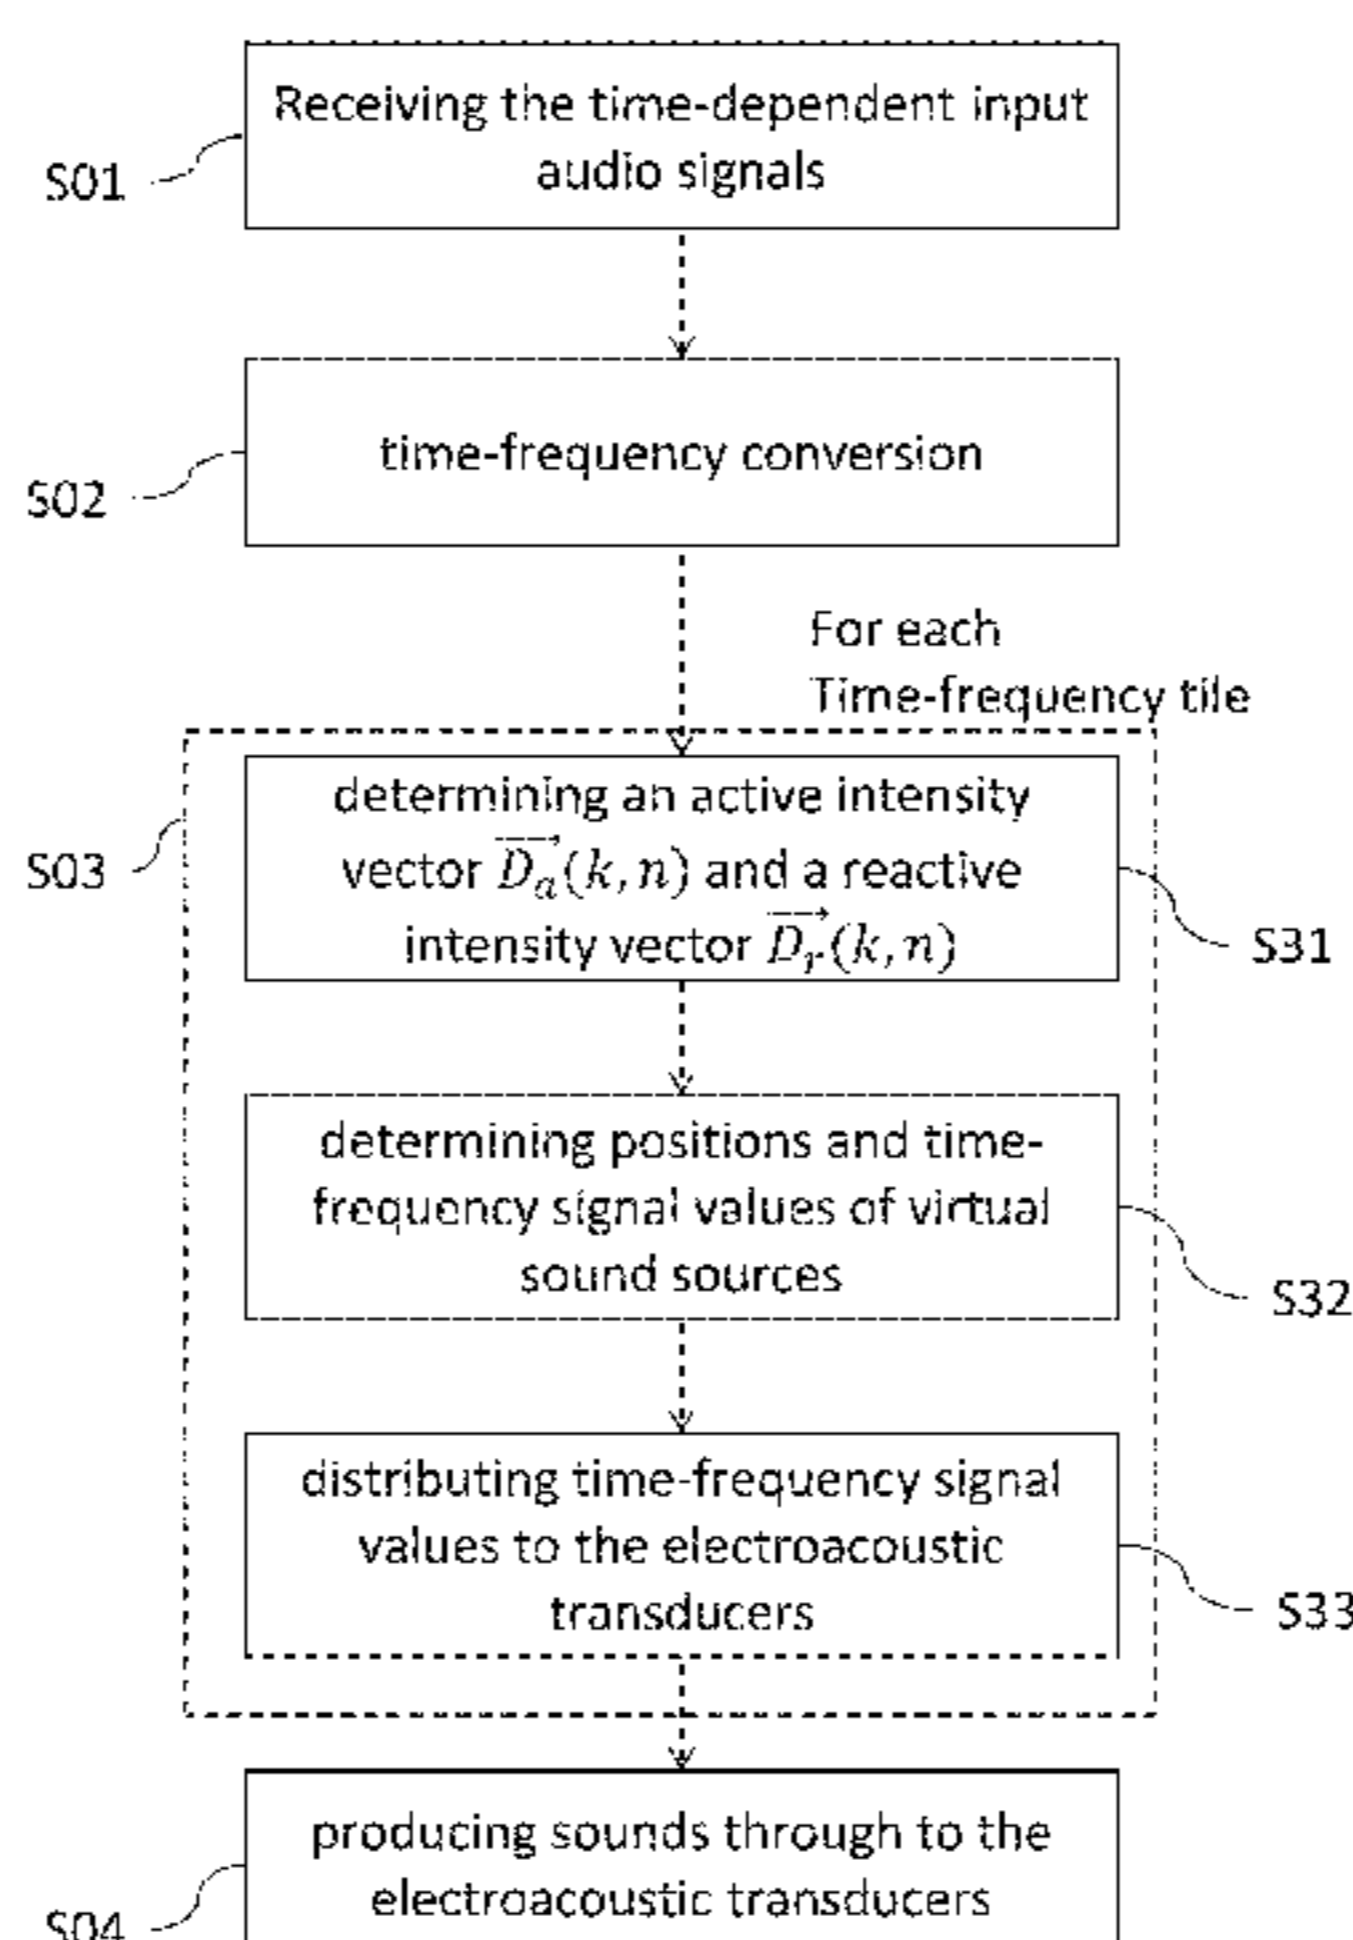 Receiving the time-dependent input
audio signals
S01
time-frequency conversion
S02
For each
Time-frequency tile
S03
determining an active intensity
vector $\overrightarrow{D_a}(k,n)$ and a reactive
intensity vector $\overrightarrow{D_r}(k,n)$
S31
determining positions and time-
frequency signal values of virtual
sound sources
S32
distributing time-frequency signal
values to the electroacoustic
transducers
S33
producing sounds through to the
electroacoustic transducers
S04